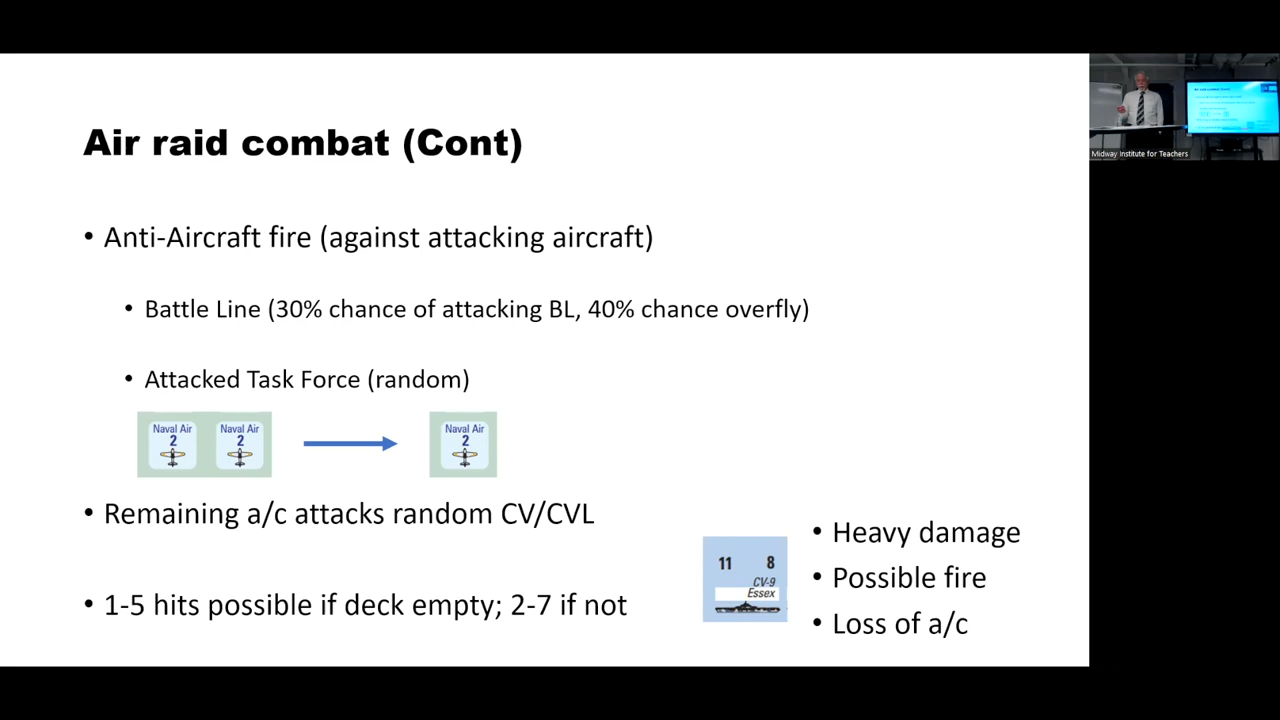 Air raid combat (Cont)
• Anti-Aircraft fire (against attacking aircraft)
• Battle Line (30% chance of attacking BL, 40% chance overfly)
• Attacked Task Force (random)
Naval Air
2
Naval Air
2
Naval Air
2
• Remaining a/c attacks random CV/CVL
• 1-5 hits possible if deck empty; 2-7 if not
11 8
CV-9
Essex
• Heavy damage
• Possible fire
• Loss of a/c
Midway Institute for Teachers